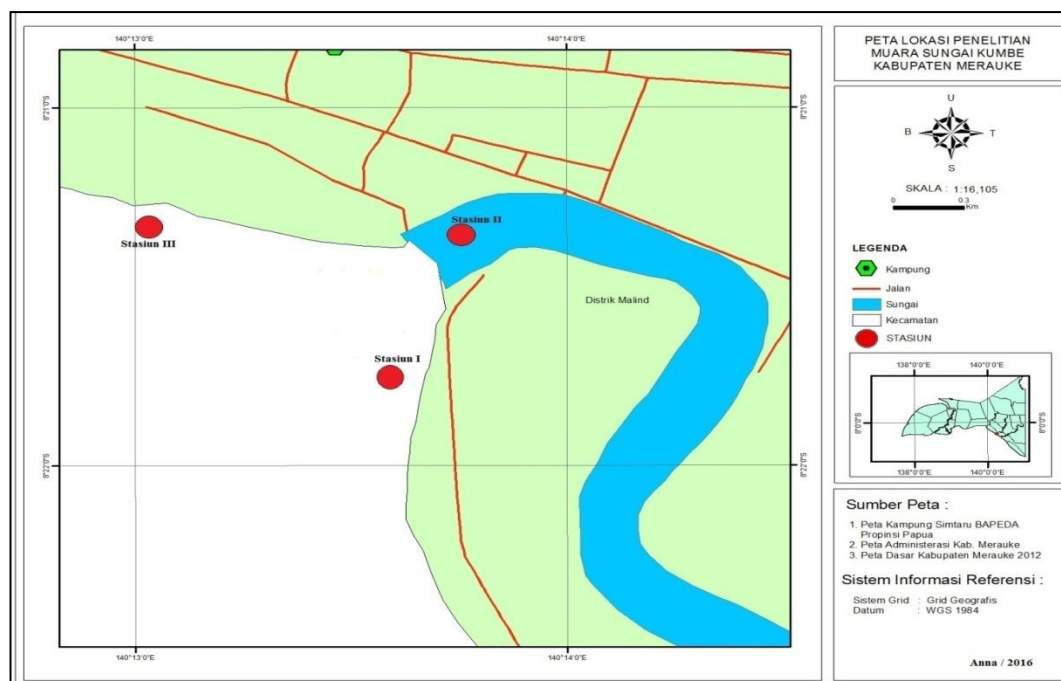 140°13'0"E
140°14'0"E
8°21'0"S
8°21'0"S
Stasiun III
Stasiun II
Distrik Malind
Stasiun I
8°22'0"S
8°22'0"S
140°13'0"E
140°14'0"E
PETA LOKASI PENELITIAN
MUARA SUNGAI KUMBE
KABUPATEN MERAUKE
U
B
T
S
SKALA : 1:16,105
0
0.3
Km
LEGENDA
Kampung
Jalan
Sungai
Kecamatan
STASIUN
138°0'0"E
140°0'0"E
8°0'0"S
8°0'0"S
138°0'0"E
140°0'0"E
Sumber Peta :
1. Peta Kampung Simtaru BAPEDA
Propinsi Papua
2. Peta Administerasi Kab. Merauke
3. Peta Dasar Kabupaten Merauke 2012
Sistem Informasi Referensi :
Sistem Grid : Grid Geografis
Datum : WGS 1984
Anna / 2016